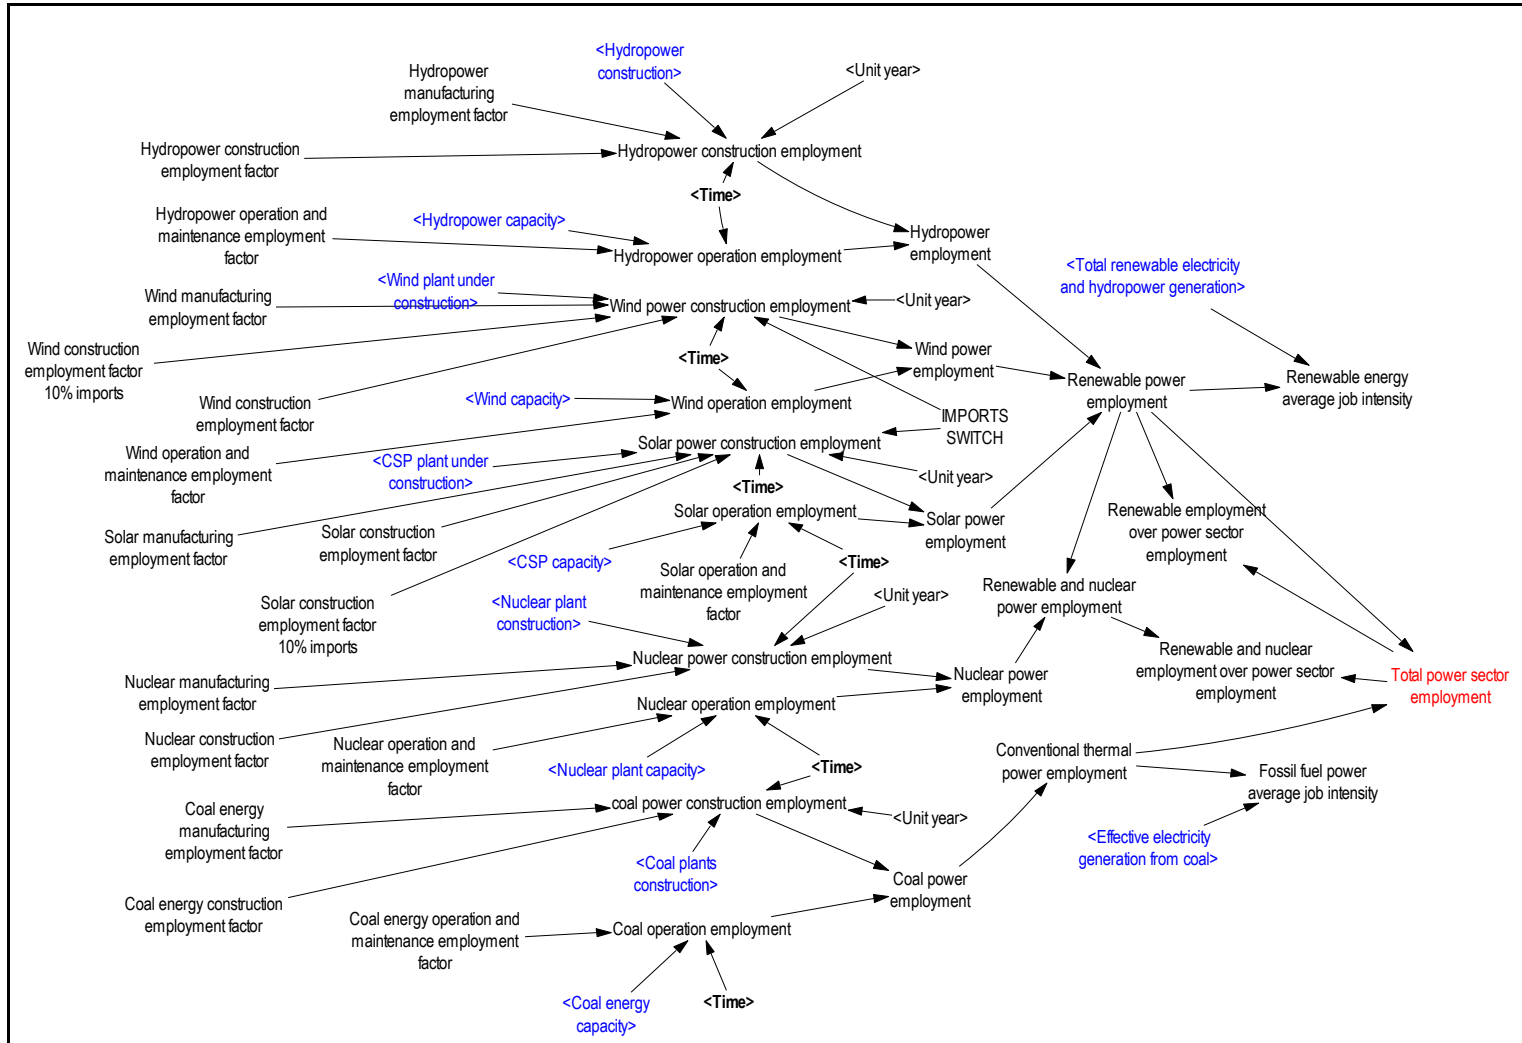 <Hydropower
construction>
Hydropower
manufacturing
employment factor
<Unit year>
Hydropower construction
employment factor
Hydropower construction employment
<Time>
Hydropower operation and
maintenance employment
factor
<Hydropower capacity>
Hydropower operation employment
Hydropower
employment
<Total renewable electricity
and hydropower generation>
<Wind plant under
construction>
Wind manufacturing
employment factor
Wind power construction employment
<Unit year>
Wind construction
employment factor
10% imports
<Time>
Wind power
employment
Renewable power
employment
Renewable energy
average job intensity
Wind construction
employment factor
<Wind capacity>
Wind operation employment
IMPORTS
SWITCH
Wind operation and
maintenance employment
factor
<CSP plant under
construction>
Solar power construction employment
<Unit year>
<Time>
Solar manufacturing
employment factor
Solar construction
employment factor
Solar operation employment
Solar power
employment
Renewable employment
over power sector
employment
<CSP capacity>
Solar operation and
maintenance employment
factor
<Time>
Solar construction
employment factor
10% imports
<Nuclear plant
construction>
<Unit year>
Renewable and nuclear
power employment
Nuclear power construction employment
Renewable and nuclear
employment over power sector
employment
Total power sector
employment
Nuclear manufacturing
employment factor
Nuclear power
employment
Nuclear operation employment
Nuclear construction
employment factor
Nuclear operation and
maintenance employment
factor
<Nuclear plant capacity>
<Time>
Conventional thermal
power employment
Fossil fuel power
average job intensity
Coal energy
manufacturing
employment factor
coal power construction employment
<Unit year>
<Effective electricity
generation from coal>
<Coal plants
construction>
Coal power
employment
Coal energy construction
employment factor
Coal energy operation and
maintenance employment
factor
Coal operation employment
<Coal energy
capacity>
<Time>